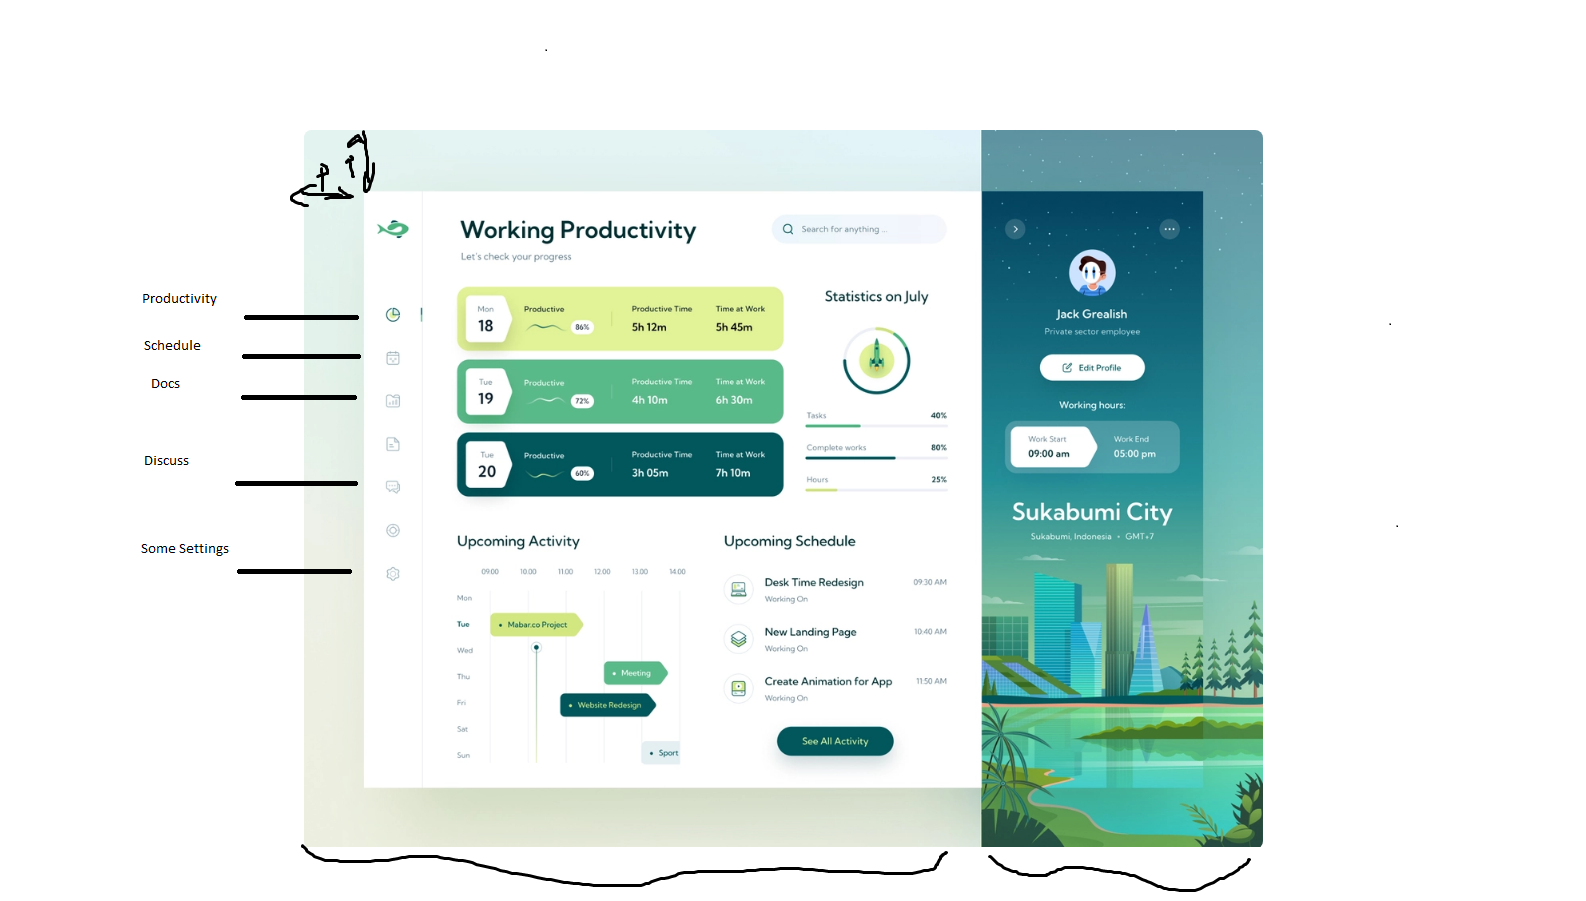 Productivity
Schedule
Docs
Discuss
Some Settings
P
Working Productivity
Let's check your progress
Search for anything ...
Mon
18
Productive
86%
Productive Time
5h 12m
Time at Work
5h 45m
Tue
19
Productive
72%
Productive Time
4h 10m
Time at Work
6h 30m
Tue
20
Productive
60%
Productive Time
3h 05m
Time at Work
7h 10m
Statistics on July
Tasks 40%
Complete works 80%
Hours 25%
Upcoming Activity
09.00 10.00 11.00 12.00 13.00 14.00
Mon
Tue
Wed
Thu
Fri
Sat
Sun
Mabar.co Project
Meeting
Website Redesign
Sport
Upcoming Schedule
Desk Time Redesign 09:30 AM
Working On
New Landing Page 10:40 AM
Working On
Create Animation for App 11:50 AM
Working On
See All Activity
Jack Grealish
Private sector employee
Edit Profile
Working hours:
Work Start
09:00 am
Work End
05:00 pm
Sukabumi City
Sukabumi, Indonesia • GMT+7